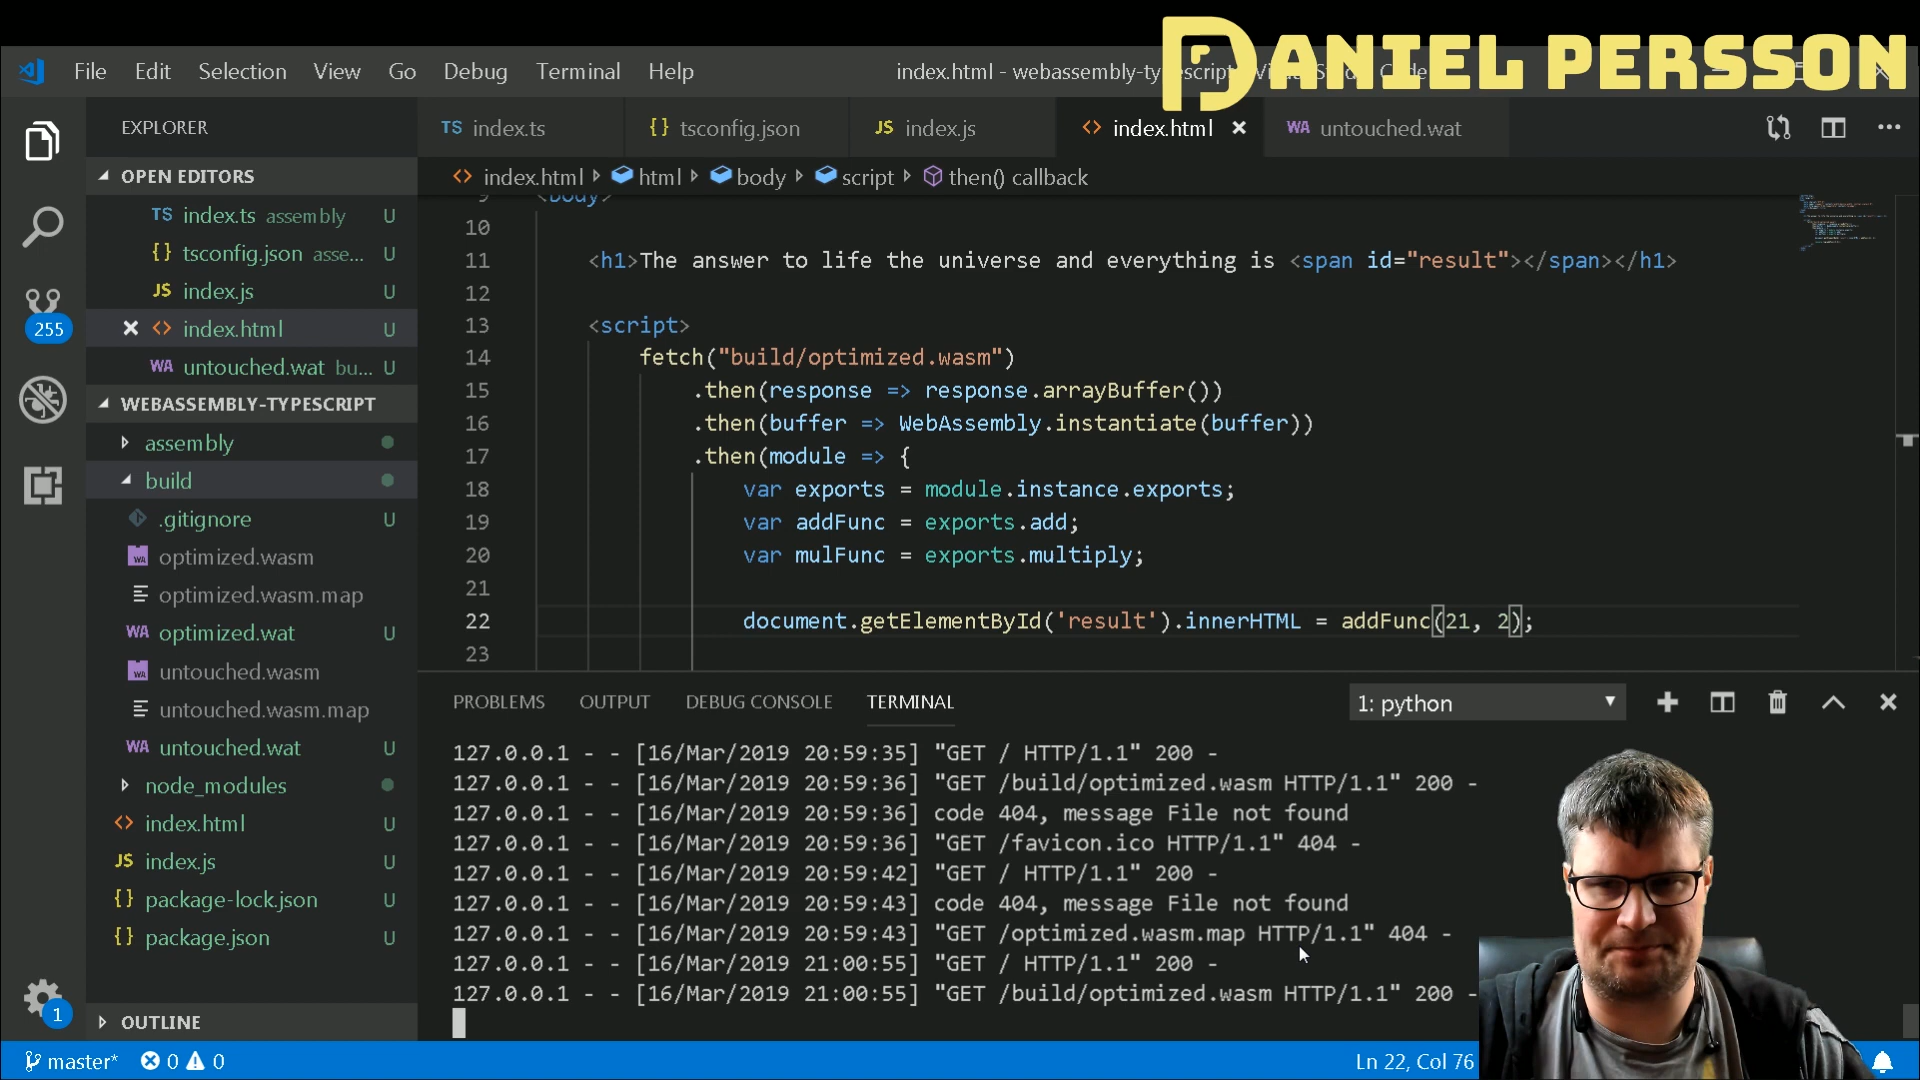 DANIEL PERSSON
File Edit Selection View Go Debug Terminal Help
index.html - webassembly-typescript
TS index.ts
{} tsconfig.json
JS index.js
<> index.html
WA untouched.wat
EXPLORER
<> index.html html body script then() callback
OPEN EDITORS
TS index.ts assembly U
{} tsconfig.json asse... U
JS index.js U
<> index.html U
WA untouched.wat bu... U
WEBASSEMBLY-TYPESCRIPT
assembly
build
.gitignore U
optimized.wasm
optimized.wasm.map
WA optimized.wat U
untouched.wasm
untouched.wasm.map
WA untouched.wat U
node_modules
<> index.html U
JS index.js U
{} package-lock.json U
{} package.json U
OUTLINE
255
1
9 <body>
10
11 <h1>The answer to life the universe and everything is <span id="result"></span></h1>
12
13 <script>
14 fetch("build/optimized.wasm")
15 .then(response => response.arrayBuffer())
16 .then(buffer => WebAssembly.instantiate(buffer))
17 .then(module => {
18 var exports = module.instance.exports;
19 var addFunc = exports.add;
20 var mulFunc = exports.multiply;
21
22 document.getElementById('result').innerHTML = addFunc(21, 2);
23
PROBLEMS OUTPUT DEBUG CONSOLE TERMINAL
1: python
127.0.0.1 - - [16/Mar/2019 20:59:35] "GET / HTTP/1.1" 200 -
127.0.0.1 - - [16/Mar/2019 20:59:36] "GET /build/optimized.wasm HTTP/1.1" 200 -
127.0.0.1 - - [16/Mar/2019 20:59:36] code 404, message File not found
127.0.0.1 - - [16/Mar/2019 20:59:36] "GET /favicon.ico HTTP/1.1" 404 -
127.0.0.1 - - [16/Mar/2019 20:59:42] "GET / HTTP/1.1" 200 -
127.0.0.1 - - [16/Mar/2019 20:59:43] code 404, message File not found
127.0.0.1 - - [16/Mar/2019 20:59:43] "GET /optimized.wasm.map HTTP/1.1" 404 -
127.0.0.1 - - [16/Mar/2019 21:00:55] "GET / HTTP/1.1" 200 -
127.0.0.1 - - [16/Mar/2019 21:00:55] "GET /build/optimized.wasm HTTP/1.1" 200 -
master* 0 0
Ln 22, Col 76